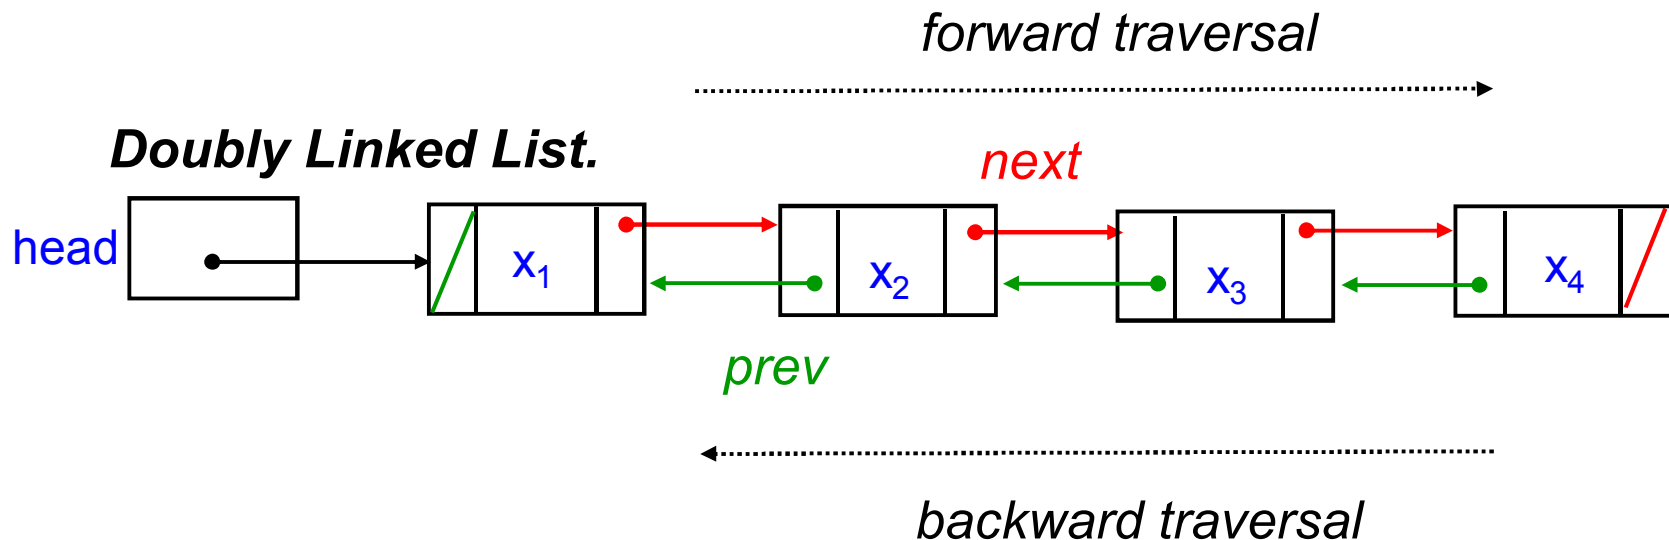 forward traversal
Doubly Linked List.
next
head
x₁
x₂
x₃
x₄
prev
backward traversal